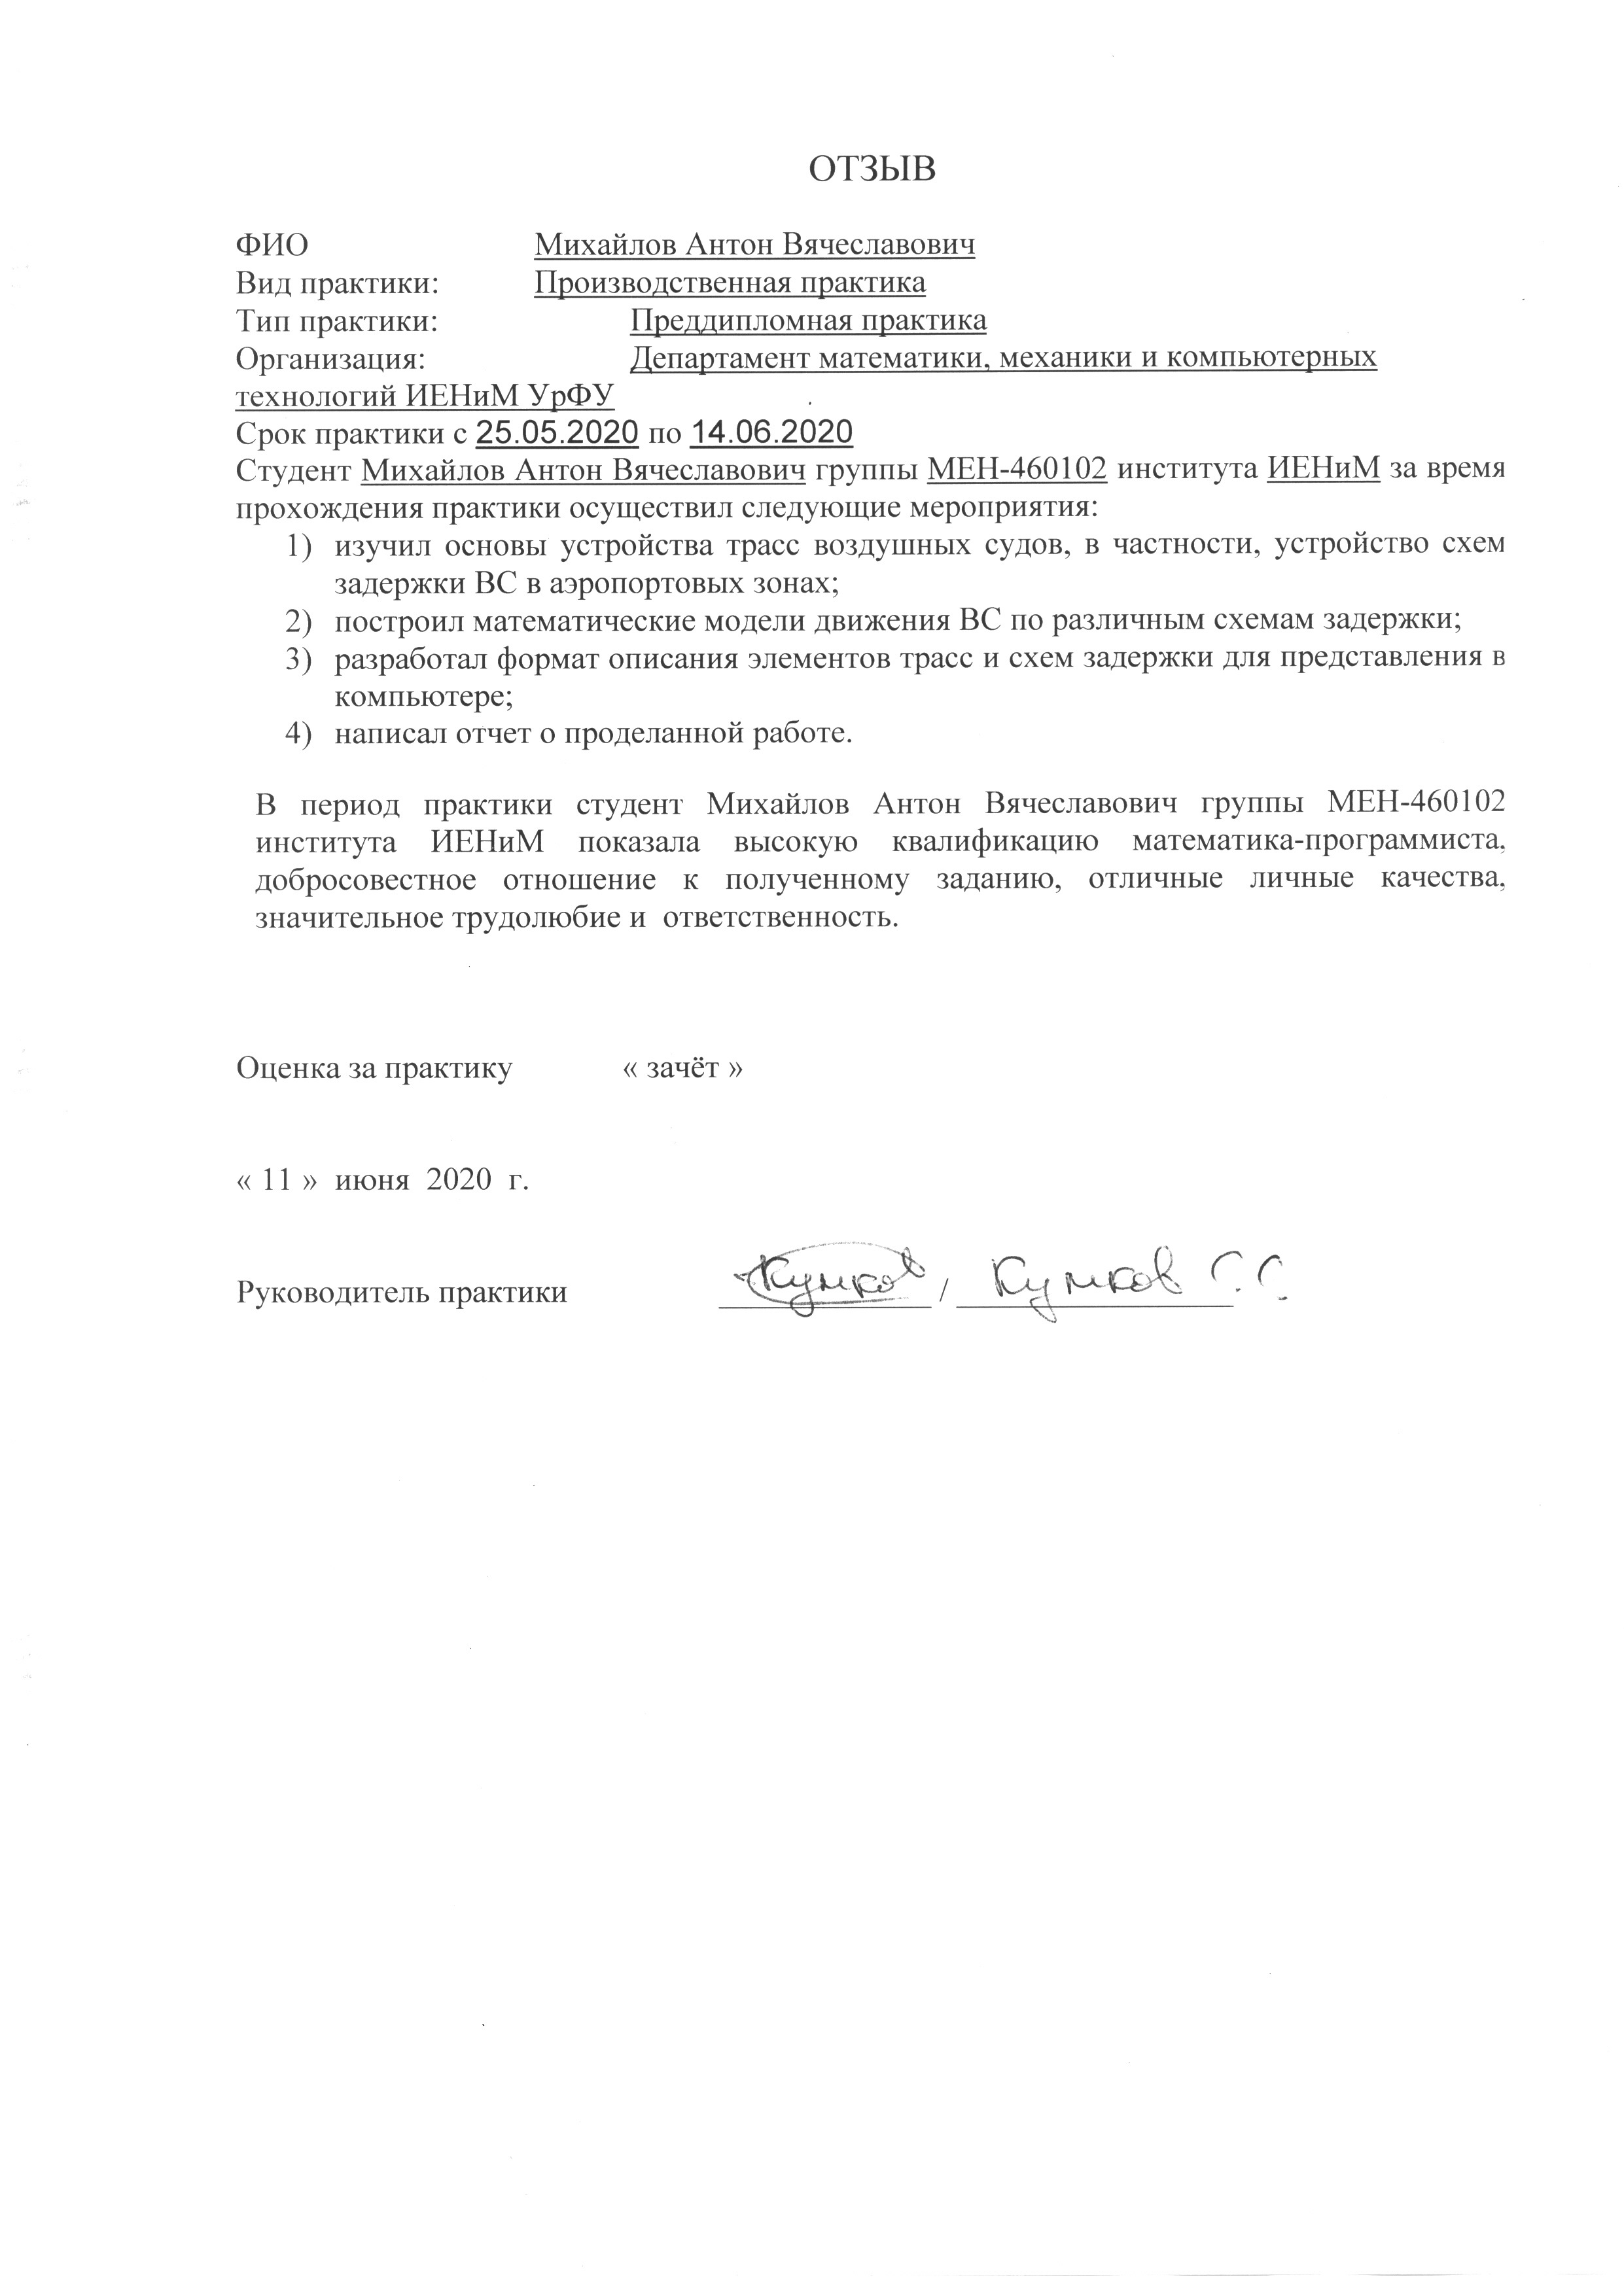 ОТЗЫВ
ФИО Михайлов Антон Вячеславович
Вид практики: Производственная практика
Тип практики: Преддипломная практика
Организация: Департамент математики, механики и компьютерных
технологий ИЕНиМ УрФУ
Срок практики с 25.05.2020 по 14.06.2020
Студент Михайлов Антон Вячеславович группы МЕН-460102 института ИЕНиМ за время
прохождения практики осуществил следующие мероприятия:
1) изучил основы устройства трасс воздушных судов, в частности, устройство схем
задержки ВС в аэропортовых зонах;
2) построил математические модели движения ВС по различным схемам задержки;
3) разработал формат описания элементов трасс и схем задержки для представления в
компьютере;
4) написал отчет о проделанной работе.
В период практики студент Михайлов Антон Вячеславович группы МЕН-460102
института ИЕНиМ показала высокую квалификацию математика-программиста,
добросовестное отношение к полученному заданию, отличные личные качества,
значительное трудолюбие и ответственность.
Оценка за практику « зачёт »
« 11 » июня 2020 г.
Руководитель практики Кумков / Кумков С.С.